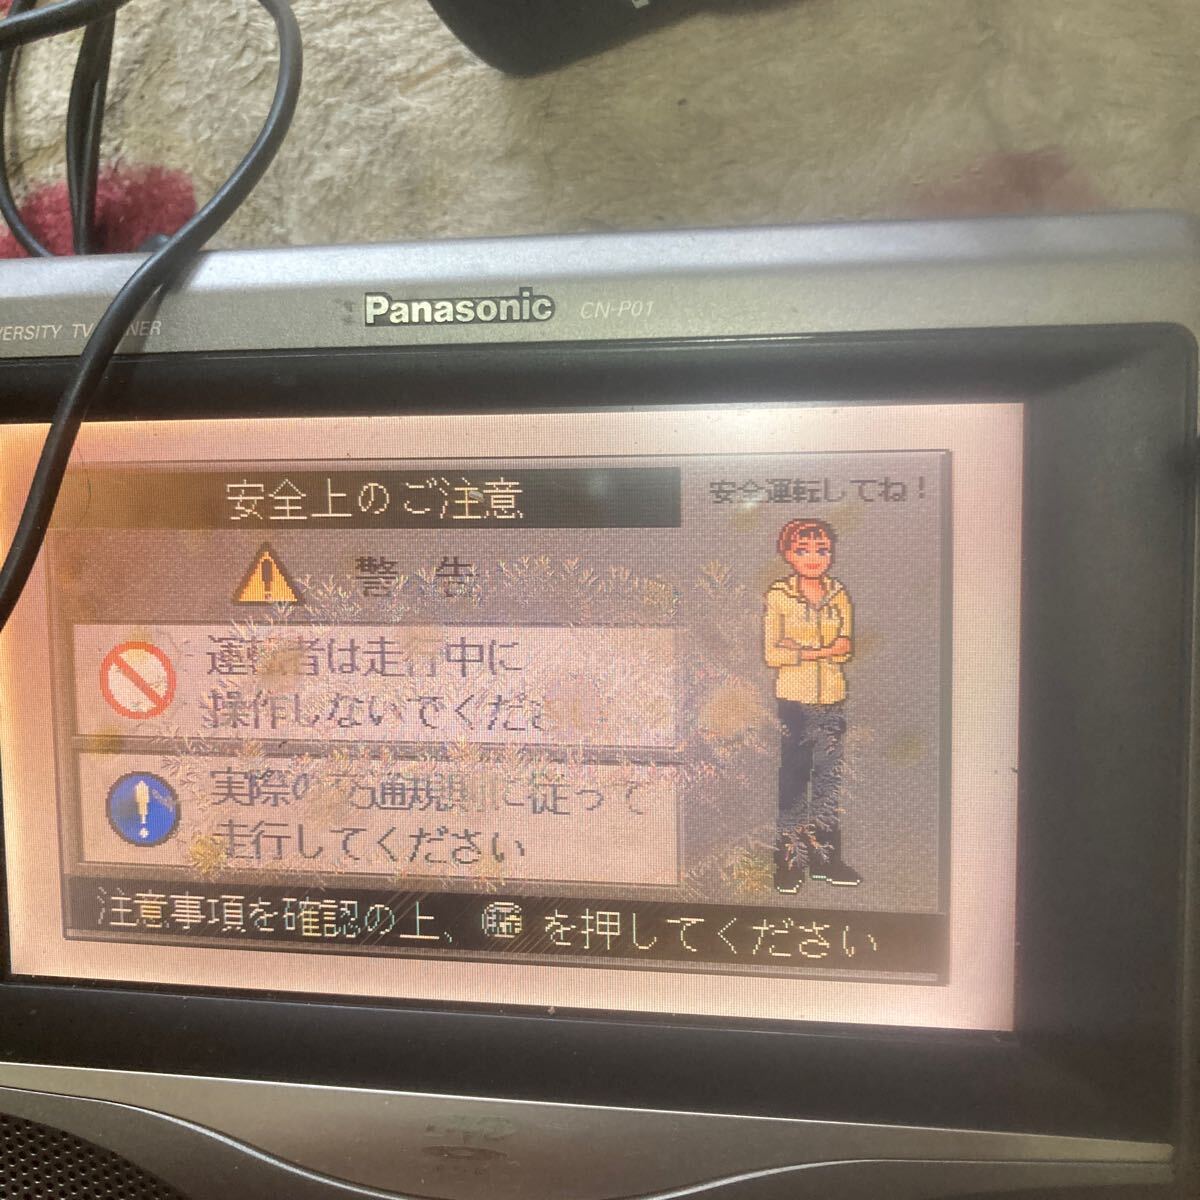 Panasonic CN-P01
TV
安全上のご注意
安全運転してね!
警告
運転者は走行中に
操作しないでくだ
実際の交通規則に従って
走行してください
注意事項を確認の上、
を押してください